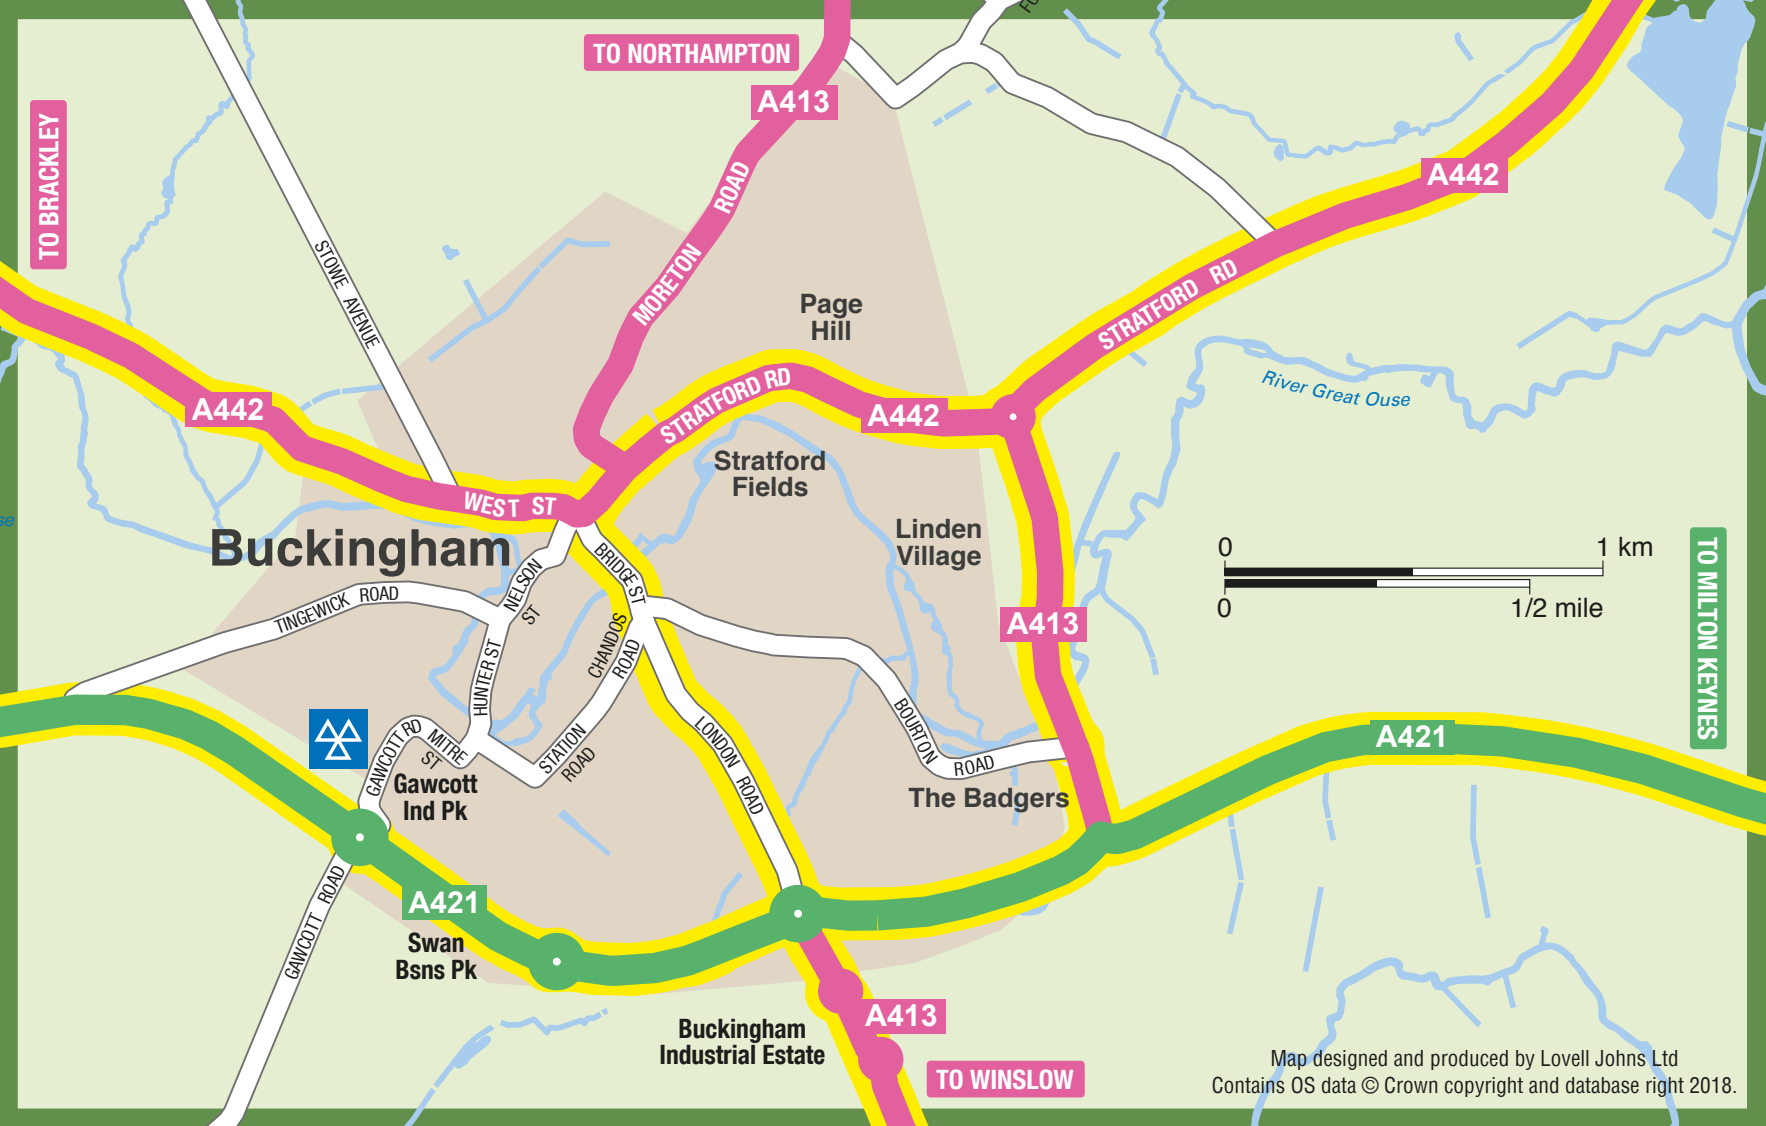 TO NORTHAMPTON
A413
TO BRACKLEY
A442
STOWE AVENUE
MORETON ROAD
Page
Hill
STRATFORD RD
River Great Ouse
A442
STRATFORD RD
A442
Stratford
Fields
WEST ST
Linden
Village
Buckingham
0
1 km
0
1/2 mile
TO MILTON KEYNES
BRIDGE ST
NELSON
ST
TINGEWICK ROAD
CHANDOS
ROAD
A413
HUNTER ST
GAWCOTT RD
MITRE
ST
STATION
ROAD
LONDON ROAD
BOURTON
ROAD
A421
Gawcott
Ind Pk
The Badgers
GAWCOTT ROAD
A421
Swan
Bsns Pk
A413
Buckingham
Industrial Estate
TO WINSLOW
Map designed and produced by Lovell Johns Ltd
Contains OS data © Crown copyright and database right 2018.